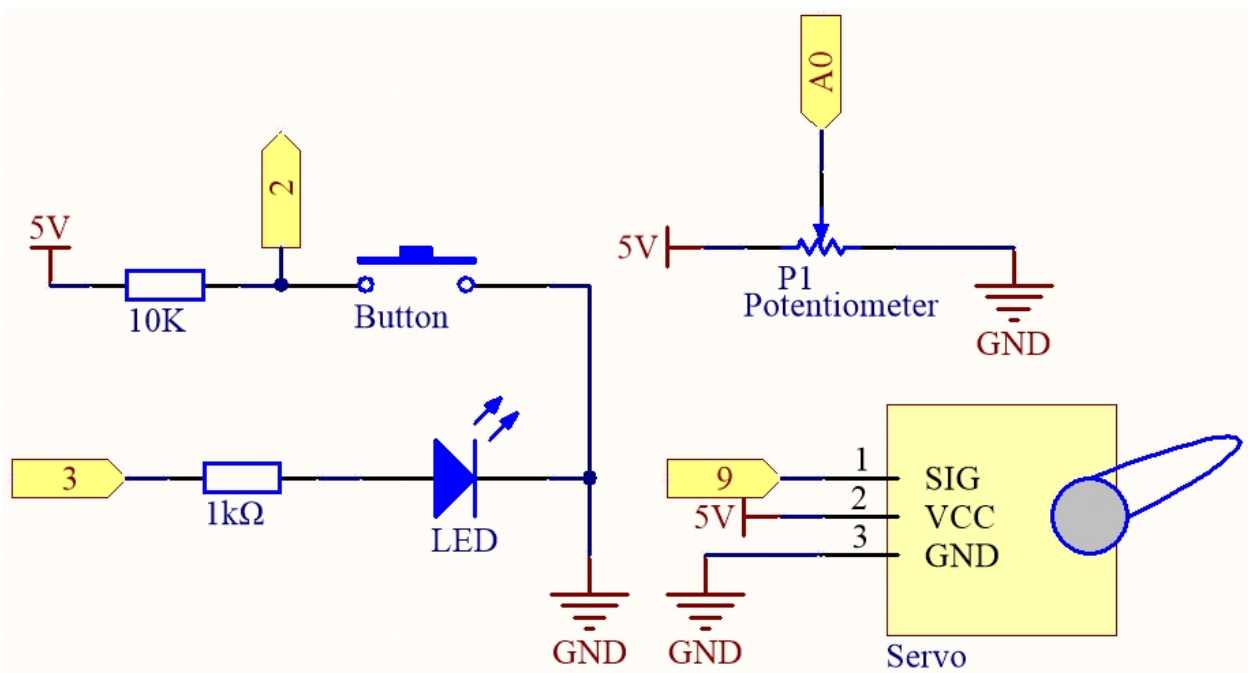 A0
2
5V
10K
Button
5V
P1
Potentiometer
GND
3
1kΩ
LED
GND
9
5V
GND
1
2
3
SIG
VCC
GND
Servo